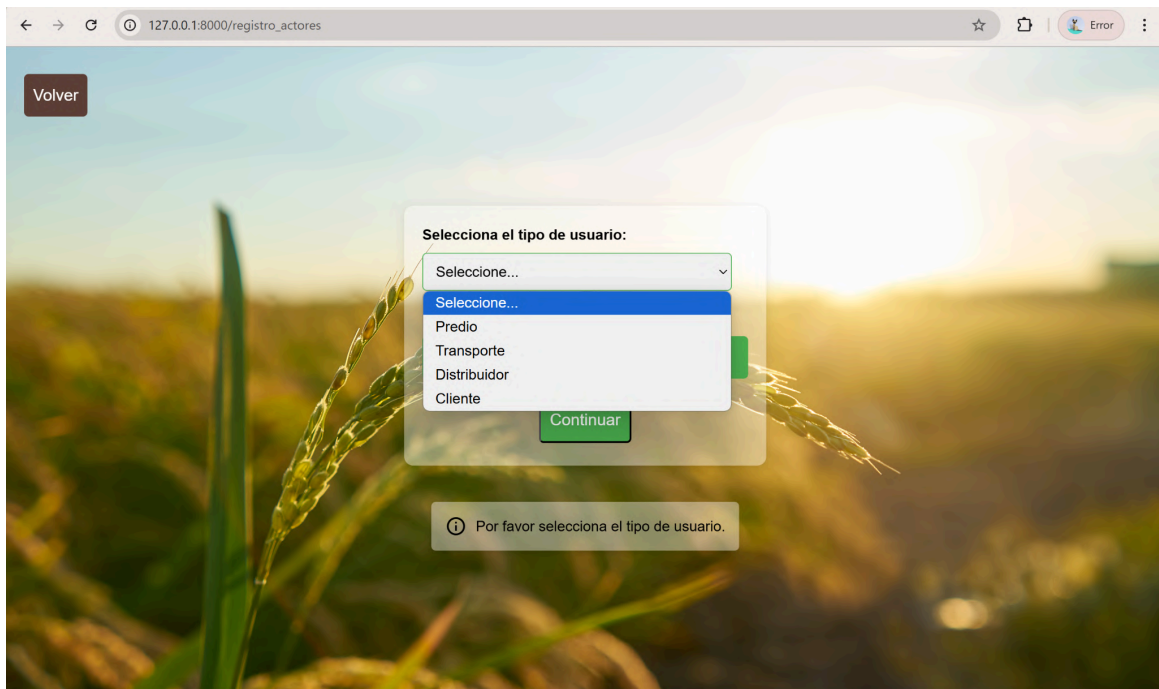 127.0.0.1:8000/registro_actores
Error
Volver
Selecciona el tipo de usuario:
Seleccione...
Seleccione...
Predio
Transporte
Distribuidor
Cliente
Continuar
Por favor selecciona el tipo de usuario.